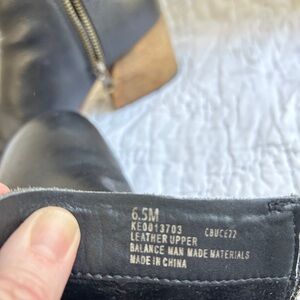 6.5M
KE0013703 CBUCE22
LEATHER UPPER
BALANCE MAN MADE MATERIALS
MADE IN CHINA